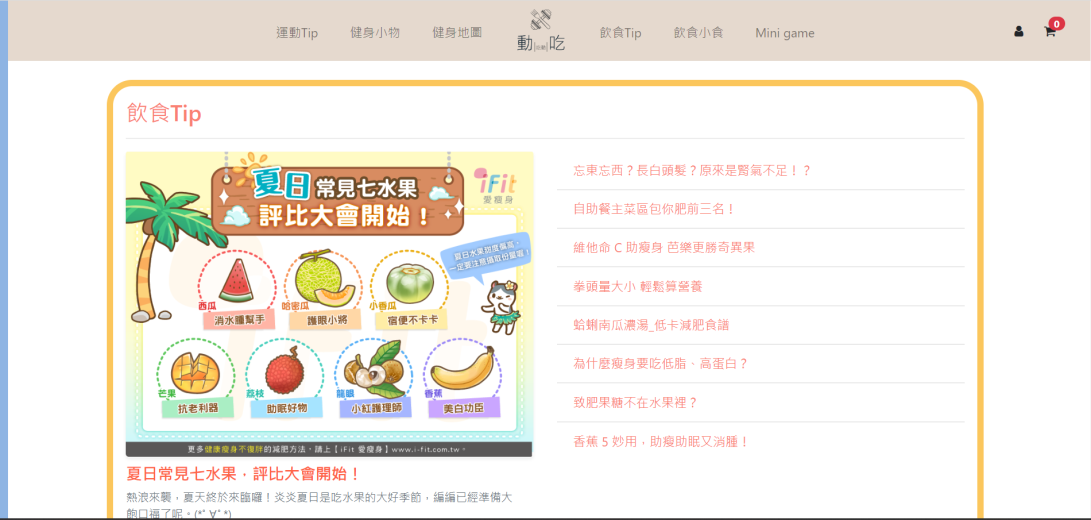 運動Tip
健身小物
健身地圖
動 吃
飲食Tip
飲食小食
Mini game
0
飲食Tip
夏日常見七水果
評比大會開始！
iFit
愛瘦身
夏日水果甜度偏高，
一定要注意攝取份量喔！
西瓜
消水腫幫手
哈密瓜
護眼小將
小香瓜
宿便不卡卡
芒果
抗老利器
荔枝
助眠好物
龍眼
小紅護理師
香蕉
美白功臣
更多健康瘦身不復胖的減肥方法，請上【iFit 愛瘦身】www.i-fit.com.tw。
夏日常見七水果，評比大會開始！
熱浪來襲，夏天終於來臨囉！炎炎夏日是吃水果的大好季節，編編已經準備大
飽口福了呢。(*ˇ∀ˇ*)
忘東忘西？長白頭髮？原來是腎氣不足！？
自助餐主菜區包你肥前三名！
維他命 C 助瘦身 芭樂更勝奇異果
拳頭量大小 輕鬆算營養
蛤蜊南瓜濃湯_低卡減肥食譜
為什麼瘦身要吃低脂、高蛋白？
致肥果糖不在水果裡？
香蕉 5 妙用，助瘦助眠又消腫！